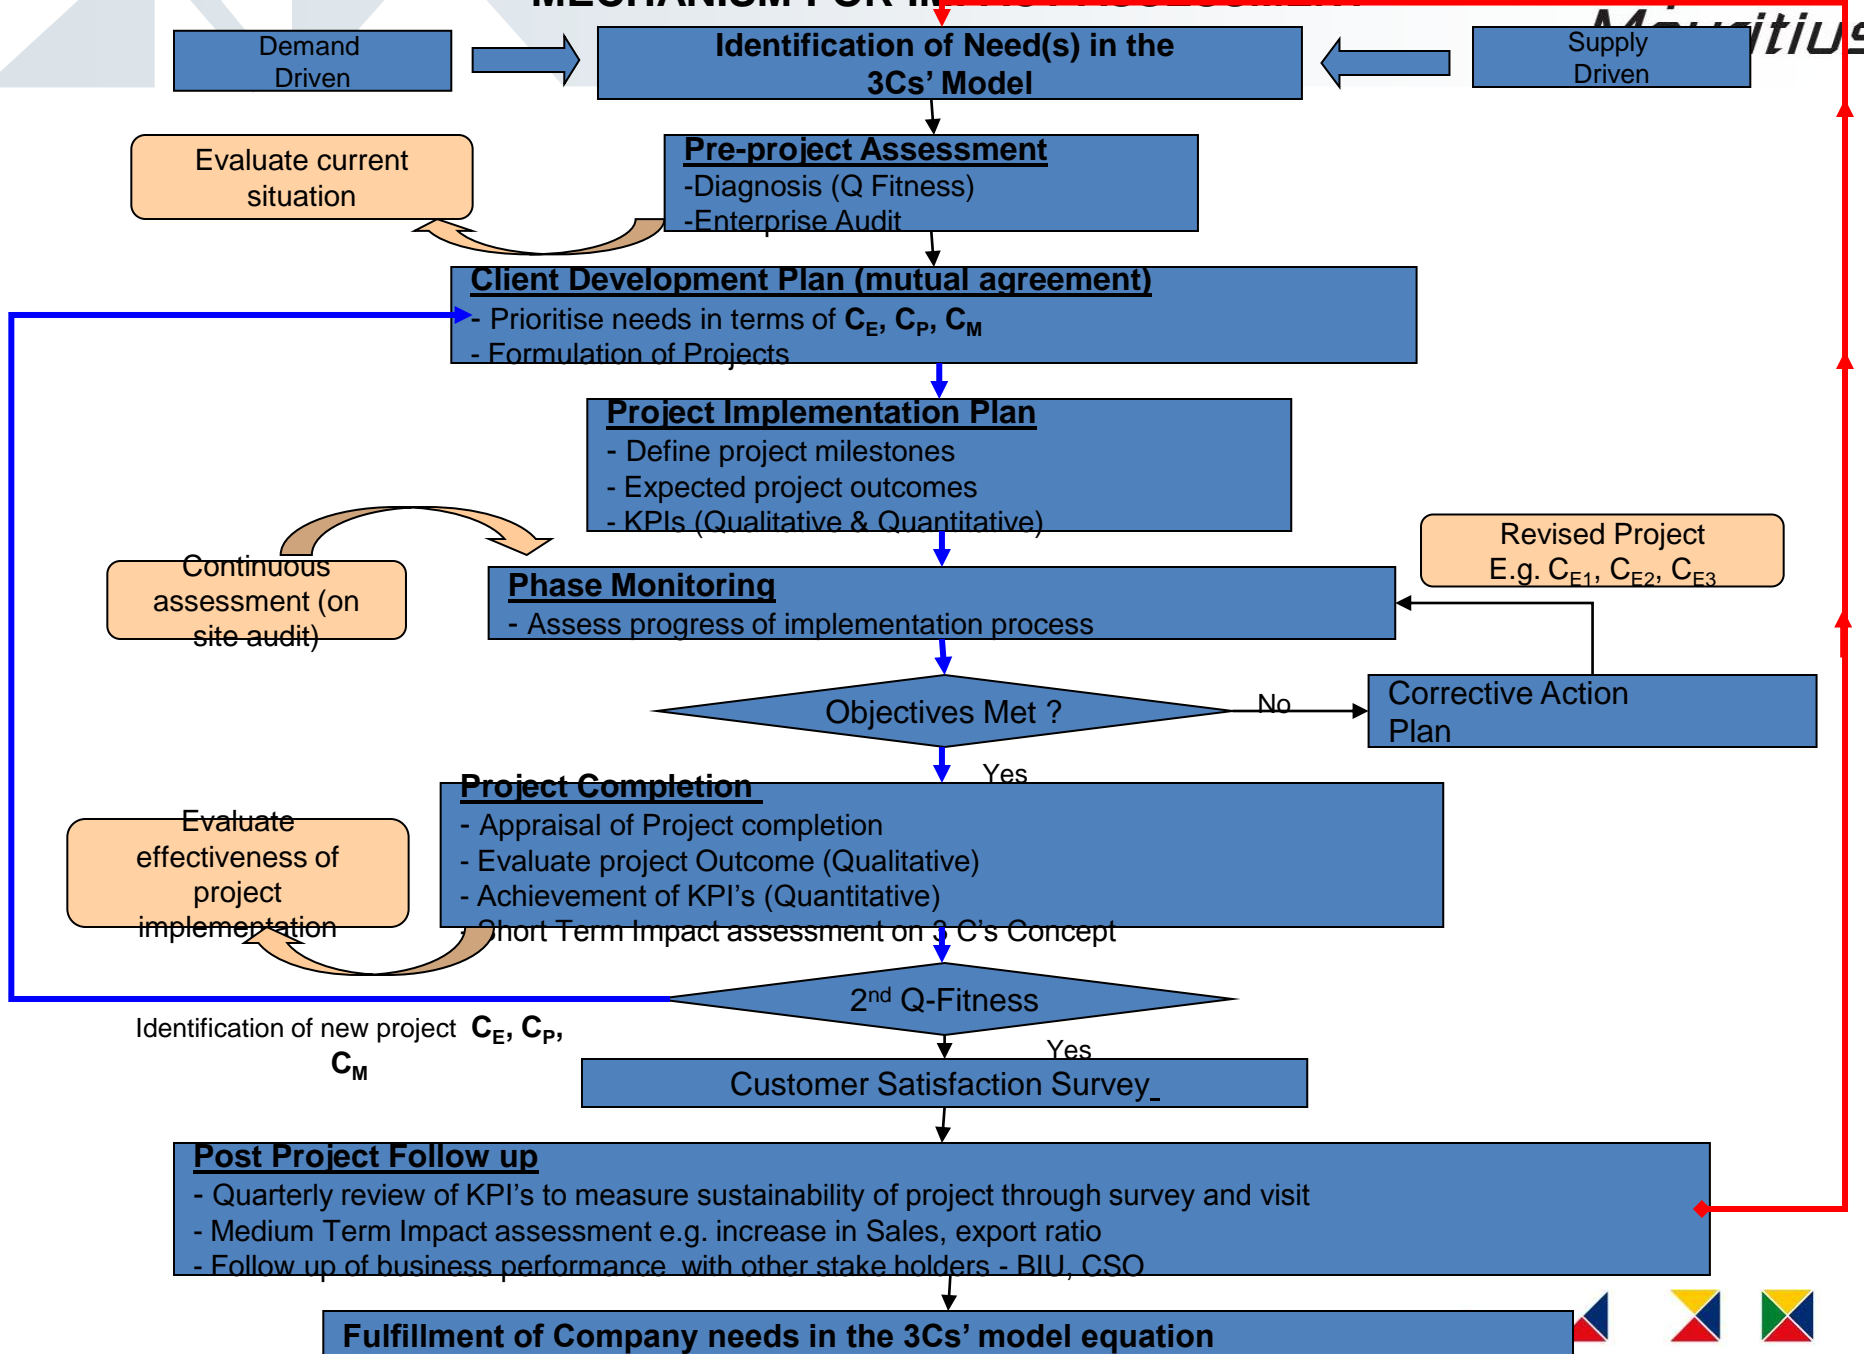 MECHANISM FOR IMPACT ASSESSMENT
Mauritius
Demand
Driven
Identification of Need(s) in the
3Cs’ Model
Supply
Driven
Evaluate current
situation
Pre-project Assessment
-Diagnosis (Q Fitness)
-Enterprise Audit
Client Development Plan (mutual agreement)
- Prioritise needs in terms of CE, CP, CM
- Formulation of Projects
Project Implementation Plan
- Define project milestones
- Expected project outcomes
- KPIs (Qualitative & Quantitative)
Revised Project
E.g. CE1, CE2, CE3
Continuous
assessment (on
site audit)
Phase Monitoring
- Assess progress of implementation process
Objectives Met ?
No
Corrective Action
Plan
Yes
Project Completion
- Appraisal of Project completion
- Evaluate project Outcome (Qualitative)
- Achievement of KPI’s (Quantitative)
- Short Term Impact assessment on 3 C’s Concept
Evaluate
effectiveness of
project
implementation
2nd Q-Fitness
Identification of new project CE, CP,
CM
Yes
Customer Satisfaction Survey
Post Project Follow up
- Quarterly review of KPI’s to measure sustainability of project through survey and visit
- Medium Term Impact assessment e.g. increase in Sales, export ratio
- Follow up of business performance with other stake holders - BIU, CSO
Fulfillment of Company needs in the 3Cs’ model equation